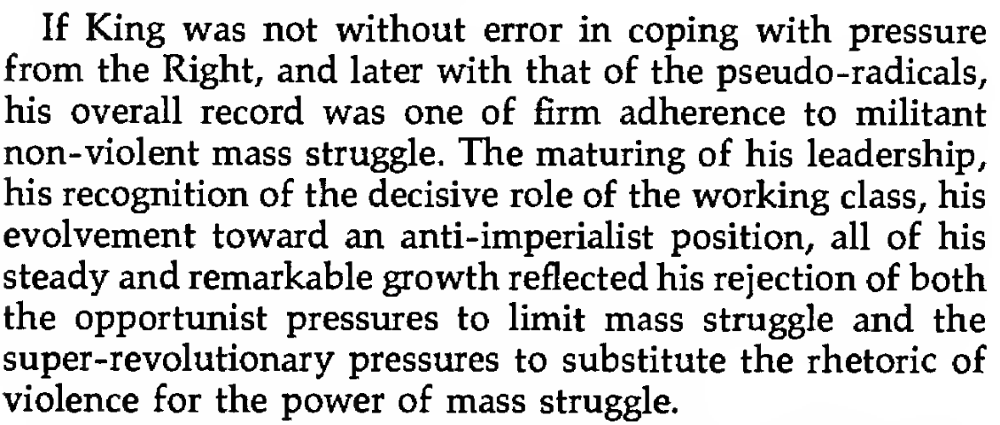 If King was not without error in coping with pressure
from the Right, and later with that of the pseudo-radicals,
his overall record was one of firm adherence to militant
non-violent mass struggle. The maturing of his leadership,
his recognition of the decisive role of the working class, his
evolvement toward an anti-imperialist position, all of his
steady and remarkable growth reflected his rejection of both
the opportunist pressures to limit mass struggle and the
super-revolutionary pressures to substitute the rhetoric of
violence for the power of mass struggle.